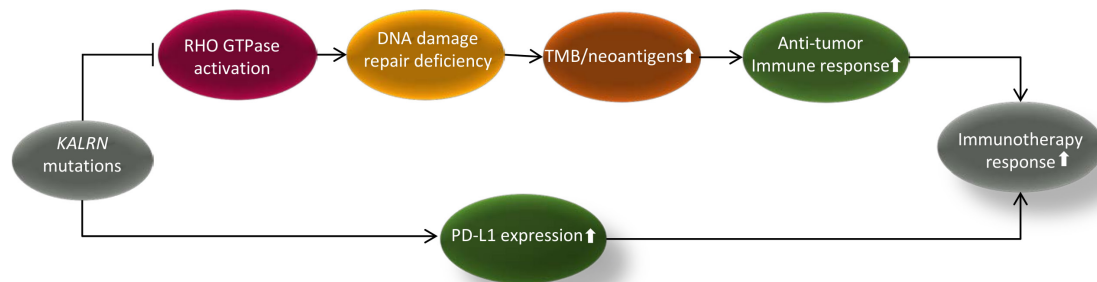 RHO GTPase
activation
DNA damage
repair deficiency
TMB/neoantigens⬆
Anti-tumor
Immune response⬆
KALRN
mutations
Immunotherapy
response⬆
PD-L1 expression⬆